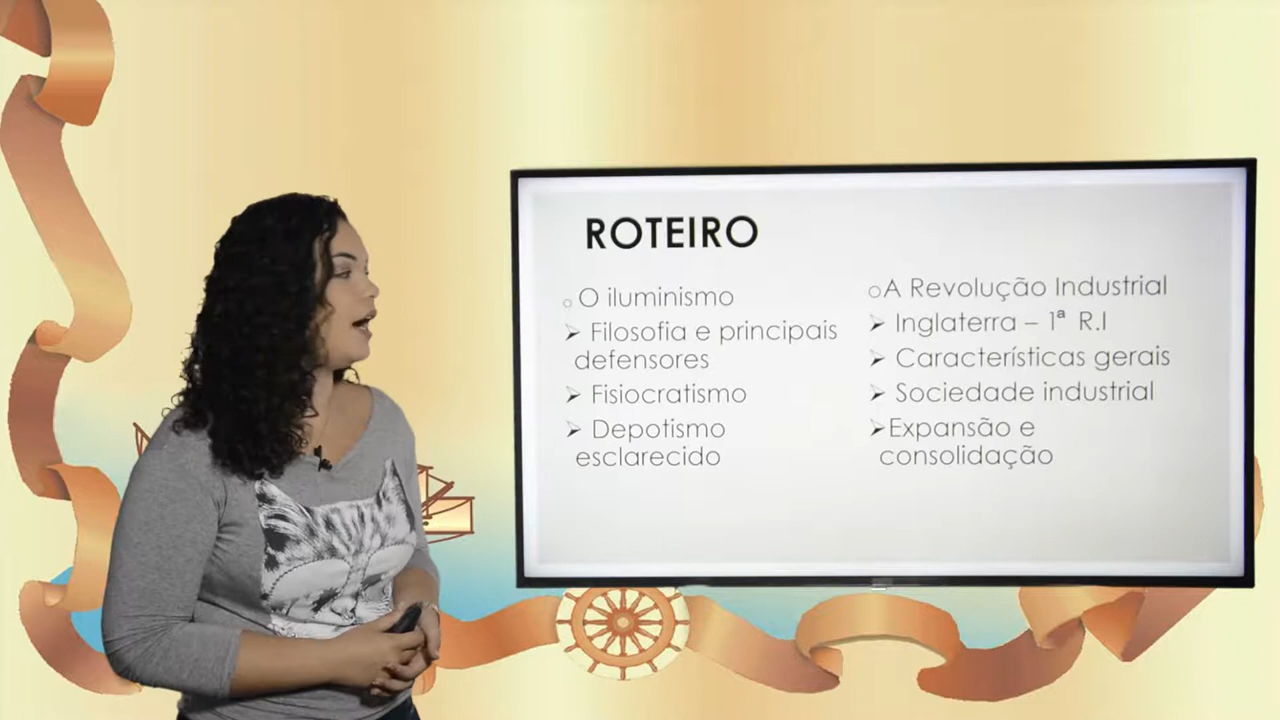 ROTEIRO
O iluminismo
Filosofia e principais
defensores
Fisiocratismo
Depotismo
esclarecido
A Revolução Industrial
Inglaterra – 1ª R.I
Características gerais
Sociedade industrial
Expansão e
consolidação